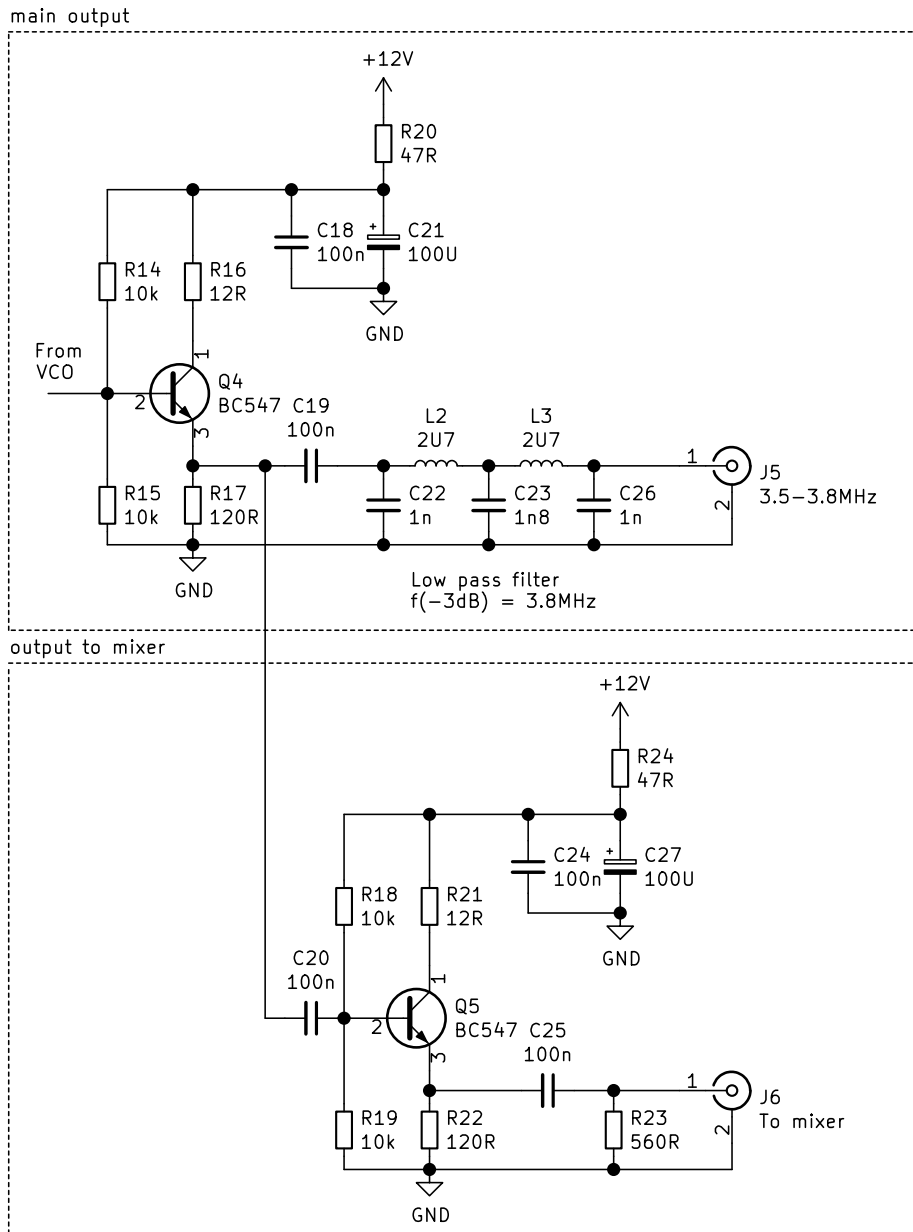 main output
+12V
R20
47R
C18
100n
+
C21
100U
R14
10k
R16
12R
GND
From
VCO
1
Q4
BC547
2
3
C19
100n
L2
2U7
L3
2U7
1
J5
3.5-3.8MHz
2
R15
10k
R17
120R
C22
1n
C23
1n8
C26
1n
GND
Low pass filter
f(-3dB) = 3.8MHz
output to mixer
+12V
R24
47R
C24
100n
+
C27
100U
R18
10k
R21
12R
GND
C20
100n
1
Q5
BC547
2
3
C25
100n
1
J6
To mixer
2
R19
10k
R22
120R
R23
560R
GND